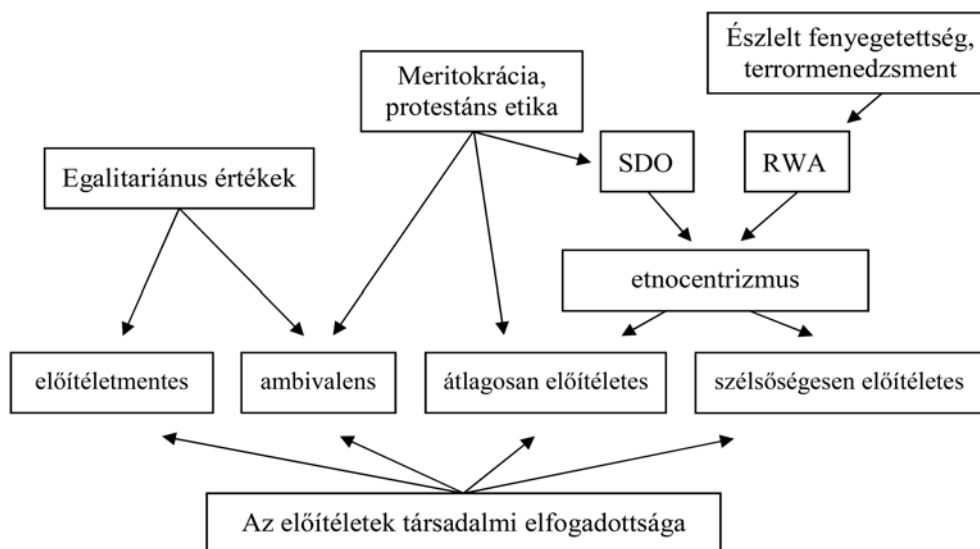 Észlelt fenyegetettség,
terrormenedzsment
Meritokrácia,
protestáns etika
SDO
RWA
Egalitariánus értékek
etnocentrizmus
előítéletmentes
ambivalens
átlagosan előítéletes
szélsőségesen előítéletes
Az előítéletek társadalmi elfogadottsága